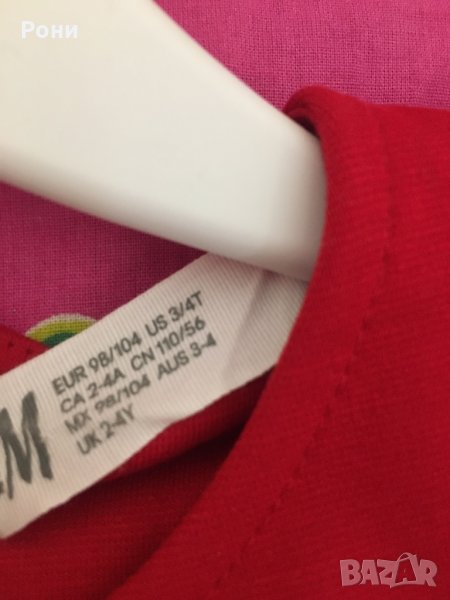 Рони
EUR 98/104 US 3/4T
CA 2-4A CN 110/56
MX 98/104 AUS 3-4
UK 2-4Y
M
BAZAR